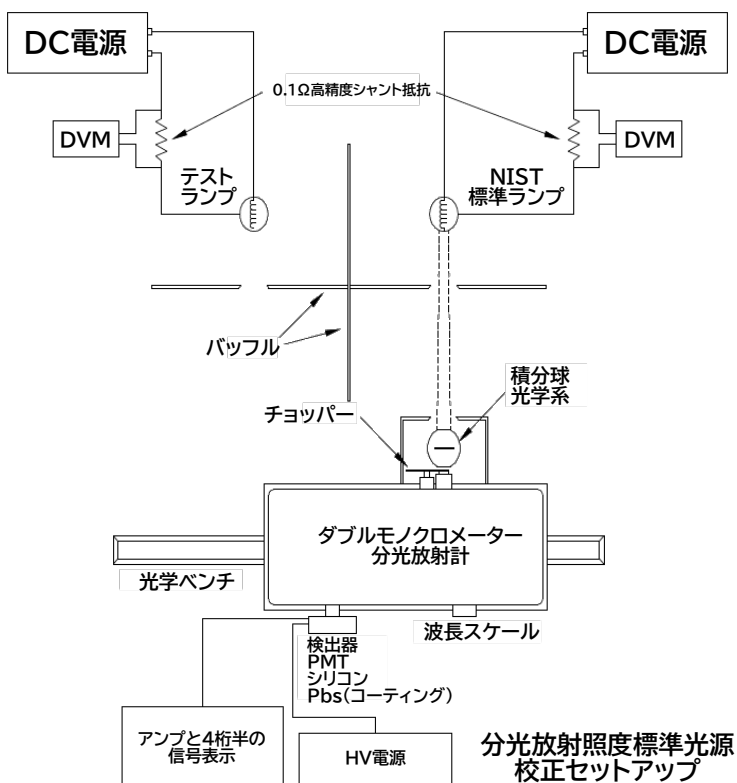 DC電源
DC電源
0.1Ω高精度シャント抵抗
DVM
DVM
テスト
ランプ
NIST
標準ランプ
バッフル
積分球
光学系
チョッパー
ダブルモノクロメーター
分光放射計
光学ベンチ
波長スケール
検出器
PMT
シリコン
Pbs(コーティング)
アンプと4桁半の
信号表示
HV電源
分光放射照度標準光源
校正セットアップ